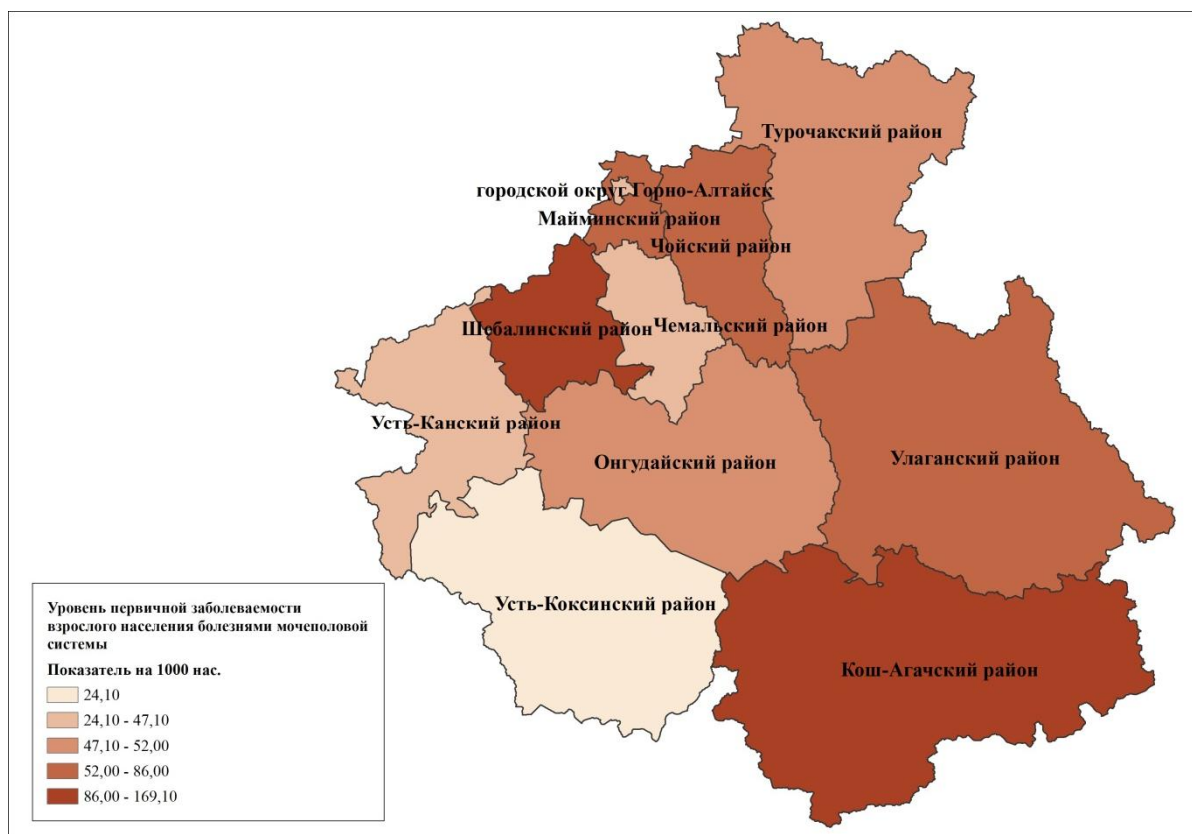 Турочакский район
городской округ Горно-Алтайск
Майминский район
Чойский район
Шебалинский район
Чемальский район
Усть-Канский район
Онгудайский район
Улаганский район
Усть-Коксинский район
Кош-Агачский район
Уровень первичной заболеваемости
взрослого населения болезнями мочеполовой
системы
Показатель на 1000 нас.
24,10
24,10 - 47,10
47,10 - 52,00
52,00 - 86,00
86,00 - 169,10